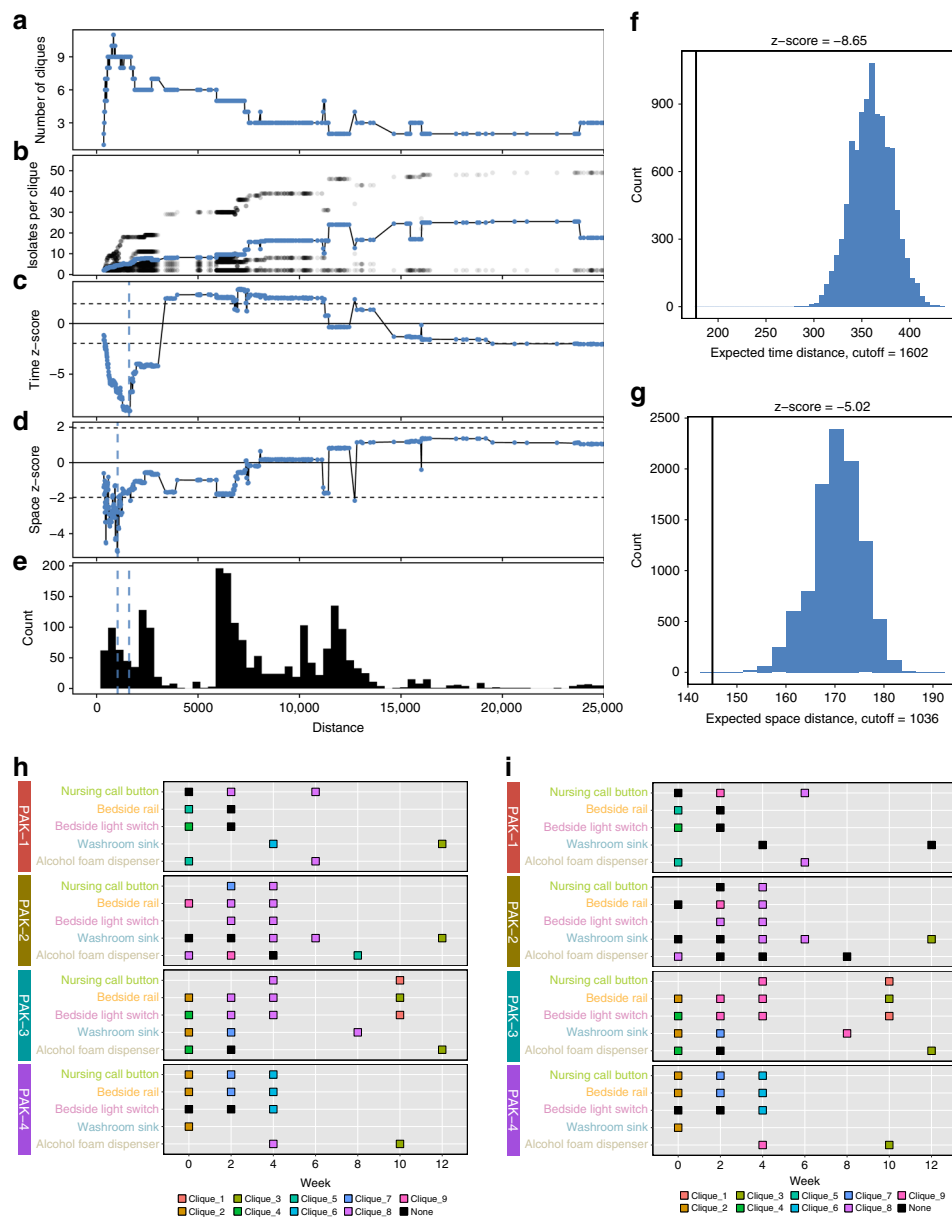 a
Number of cliques
9
6
3
b
Isolates per clique
50
40
30
20
10
0
c
Time z-score
0
−5
d
Space z-score
2
0
−2
−4
e
Count
200
150
100
50
0
0 5000 10,000 15,000 20,000 25,000
Distance
f
z-score = −8.65
Count
900
600
300
0
200 250 300 350 400
Expected time distance, cutoff = 1602
g
z-score = −5.02
Count
2500
2000
1500
1000
500
0
140 150 160 170 180 190
Expected space distance, cutoff = 1036
h
PAK−1
Nursing call button
Bedside rail
Bedside light switch
Washroom sink
Alcohol foam dispenser
PAK−2
Nursing call button
Bedside rail
Bedside light switch
Washroom sink
Alcohol foam dispenser
PAK−3
Nursing call button
Bedside rail
Bedside light switch
Washroom sink
Alcohol foam dispenser
PAK−4
Nursing call button
Bedside rail
Bedside light switch
Washroom sink
Alcohol foam dispenser
0 2 4 6 8 10 12
Week
Clique_1 Clique_3 Clique_5 Clique_7 Clique_9
Clique_2 Clique_4 Clique_6 Clique_8 None
i
PAK−1
Nursing call button
Bedside rail
Bedside light switch
Washroom sink
Alcohol foam dispenser
PAK−2
Nursing call button
Bedside rail
Bedside light switch
Washroom sink
Alcohol foam dispenser
PAK−3
Nursing call button
Bedside rail
Bedside light switch
Washroom sink
Alcohol foam dispenser
PAK−4
Nursing call button
Bedside rail
Bedside light switch
Washroom sink
Alcohol foam dispenser
0 2 4 6 8 10 12
Week
Clique_1 Clique_3 Clique_5 Clique_7 Clique_9
Clique_2 Clique_4 Clique_6 Clique_8 None